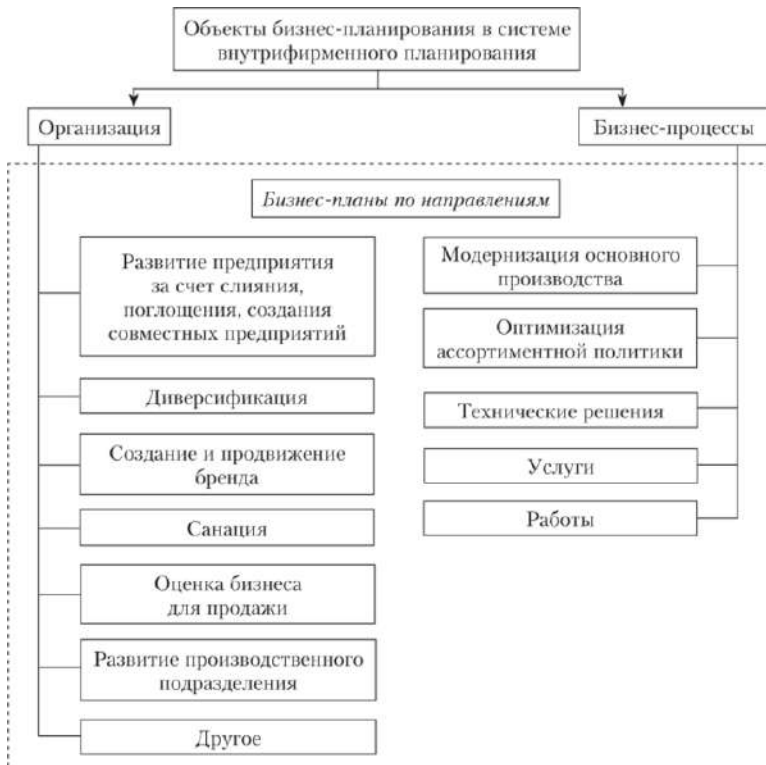 Объекты бизнес-планирования в системе
внутрифирменного планирования
Организация
Бизнес-процессы
Бизнес-планы по направлениям
Развитие предприятия
за счет слияния,
поглощения, создания
совместных предприятий
Диверсификация
Создание и продвижение
бренда
Санация
Оценка бизнеса
для продажи
Развитие производственного
подразделения
Другое
Модернизация основного
производства
Оптимизация
ассортиментной политики
Технические решения
Услуги
Работы